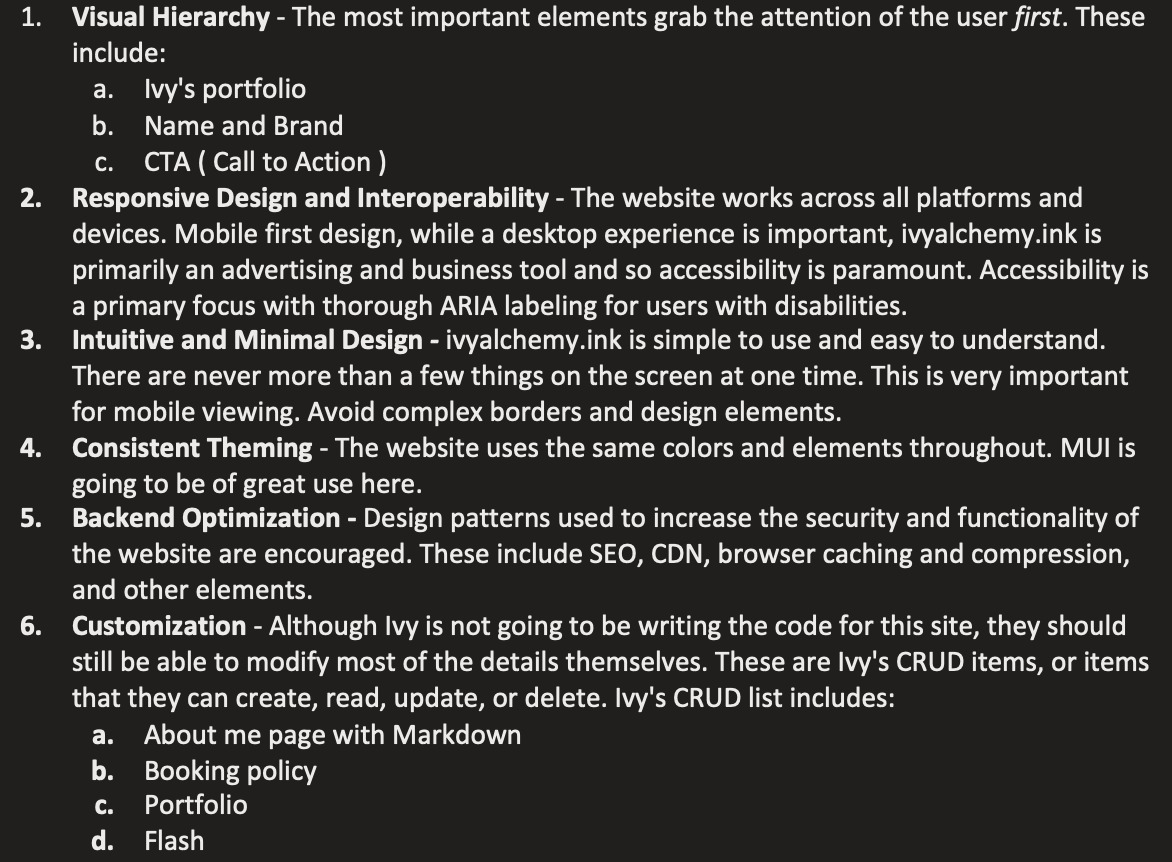 1. Visual Hierarchy - The most important elements grab the attention of the user first. These
include:
a. Ivy's portfolio
b. Name and Brand
c. CTA ( Call to Action )
2. Responsive Design and Interoperability - The website works across all platforms and
devices. Mobile first design, while a desktop experience is important, ivyalchemy.ink is
primarily an advertising and business tool and so accessibility is paramount. Accessibility is
a primary focus with thorough ARIA labeling for users with disabilities.
3. Intuitive and Minimal Design - ivyalchemy.ink is simple to use and easy to understand.
There are never more than a few things on the screen at one time. This is very important
for mobile viewing. Avoid complex borders and design elements.
4. Consistent Theming - The website uses the same colors and elements throughout. MUI is
going to be of great use here.
5. Backend Optimization - Design patterns used to increase the security and functionality of
the website are encouraged. These include SEO, CDN, browser caching and compression,
and other elements.
6. Customization - Although Ivy is not going to be writing the code for this site, they should
still be able to modify most of the details themselves. These are Ivy's CRUD items, or items
that they can create, read, update, or delete. Ivy's CRUD list includes:
a. About me page with Markdown
b. Booking policy
c. Portfolio
d. Flash